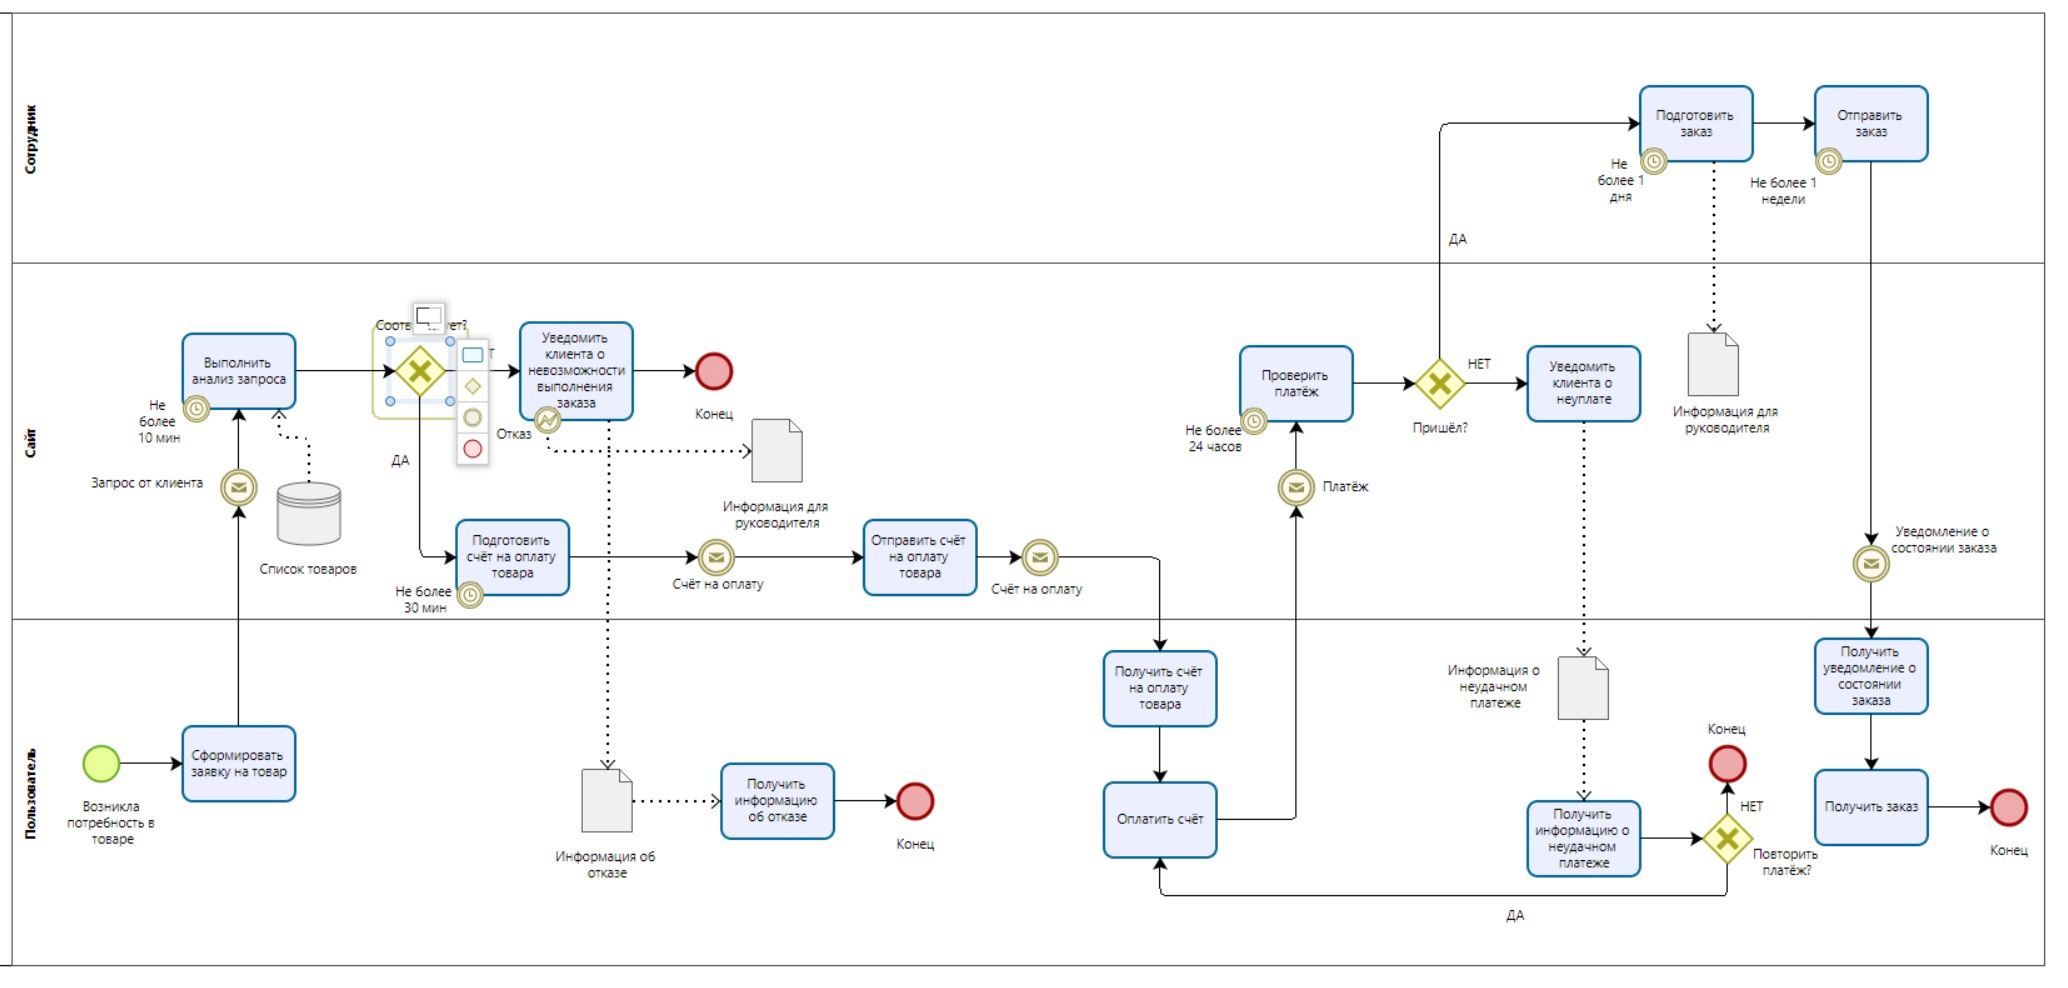 Сотрудник
Подготовить
заказ
Отправить
заказ
Не
более 1
дня
Не более 1
недели
ДА
Сайт
Выполнить
анализ запроса
Не
более
10 мин
Запрос от клиента
Список товаров
ДА
Уведомить
клиента о
невозможности
выполнения
заказа
Отказ
Конец
Информация для
руководителя
Подготовить
счёт на оплату
товара
Не более
30 мин
Счёт на оплату
Отправить счёт
на оплату
товара
Счёт на оплату
Проверить
платёж
Не более
24 часов
Платёж
Пришёл?
НЕТ
Уведомить
клиента о
неуплате
Информация для
руководителя
Уведомление о
состоянии заказа
Пользователь
Возникла
потребность в
товаре
Сформировать
заявку на товар
Информация об
отказе
Получить
информацию
об отказе
Конец
Получить счёт
на оплату
товара
Оплатить счёт
Информация о
неудачном
платеже
Получить
информацию о
неудачном
платеже
Конец
НЕТ
Повторить
платёж?
ДА
Получить
уведомление о
состоянии
заказа
Получить заказ
Конец